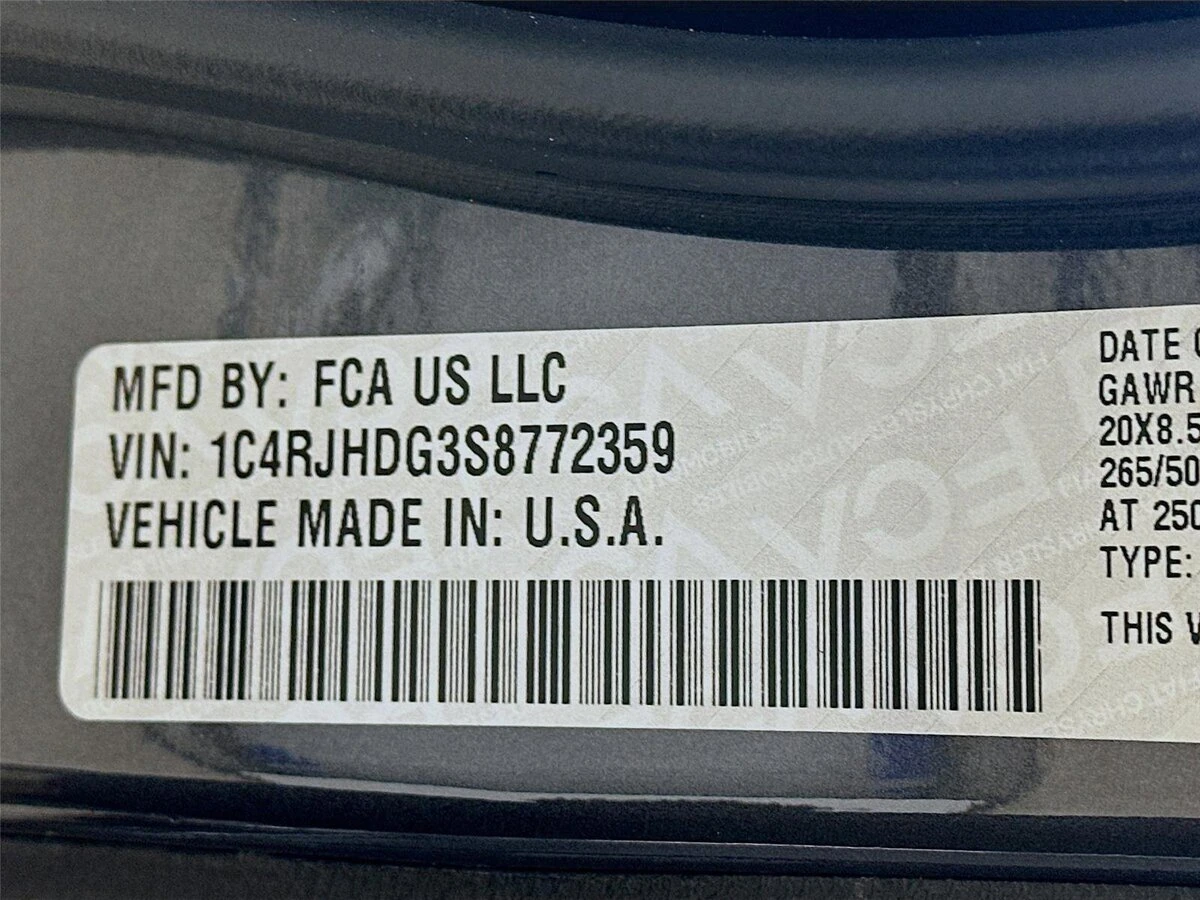 MFD BY: FCA US LLC
VIN: 1C4RJHDG3S8772359
VEHICLE MADE IN: U.S.A.
DATE
GAWR
20X8.5
265/50
AT 250
TYPE:
THIS